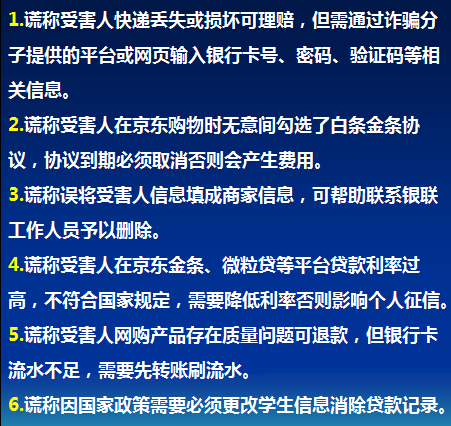 1.谎称受害人快递丢失或损坏可理赔，但需通过诈骗分
子提供的平台或网页输入银行卡号、密码、验证码等相
关信息。
2.谎称受害人在京东购物时无意间勾选了白条金条协
议，协议到期必须取消否则会产生费用。
3.谎称误将受害人信息填成商家信息，可帮助联系银联
工作人员予以删除。
4.谎称受害人在京东金条、微粒贷等平台贷款利率过
高，不符合国家规定，需要降低利率否则影响个人征信。
5.谎称受害人网购产品存在质量问题可退款，但银行卡
流水不足，需要先转账刷流水。
6.谎称因国家政策需要必须更改学生信息消除贷款记录。